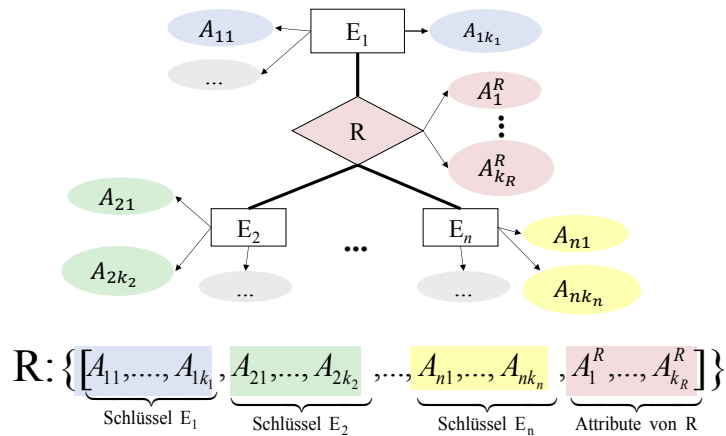 A₁₁ E₁ A₁ₖ₁
...
R A₁ᴿ
⋮
Aₖᴿᴿ
A₂₁
E₂ ... Eₙ Aₙ₁
A₂ₖ₂ ... ... Aₙₖₙ
R:{[A₁₁,...., A₁ₖ₁, A₂₁,..., A₂ₖ₂,..., Aₙ₁,..., Aₙₖₙ, A₁ᴿ,..., Aₖᴿᴿ]}
Schlüssel E₁ Schlüssel E₂ Schlüssel Eₙ Attribute von R